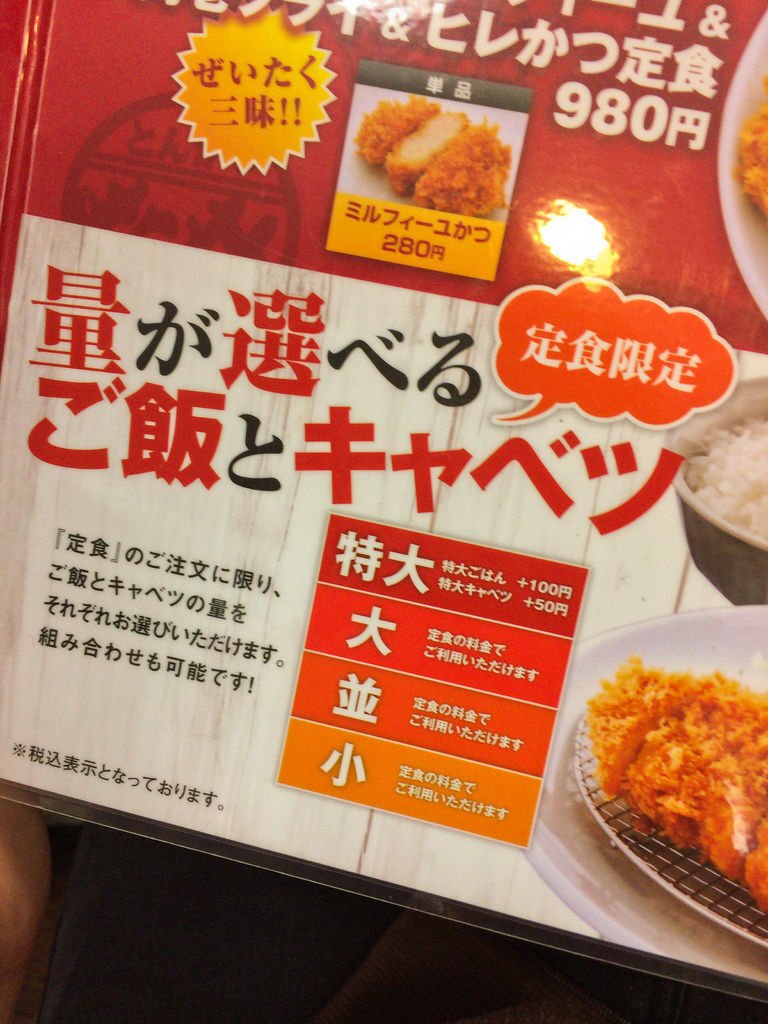 フライ & ヒレかつ定食
980円
ぜいたく
三昧!!
単品
ミルフィーユかつ
280円
とん
量が選べる
ご飯とキャベツ
定食限定
『定食』のご注文に限り、
ご飯とキャベツの量を
それぞれお選びいただけます。
組み合わせも可能です!
特大 特大ごはん +100円
特大キャベツ +50円
大 定食の料金で
ご利用いただけます
並 定食の料金で
ご利用いただけます
小 定食の料金で
ご利用いただけます
※税込表示となっております。